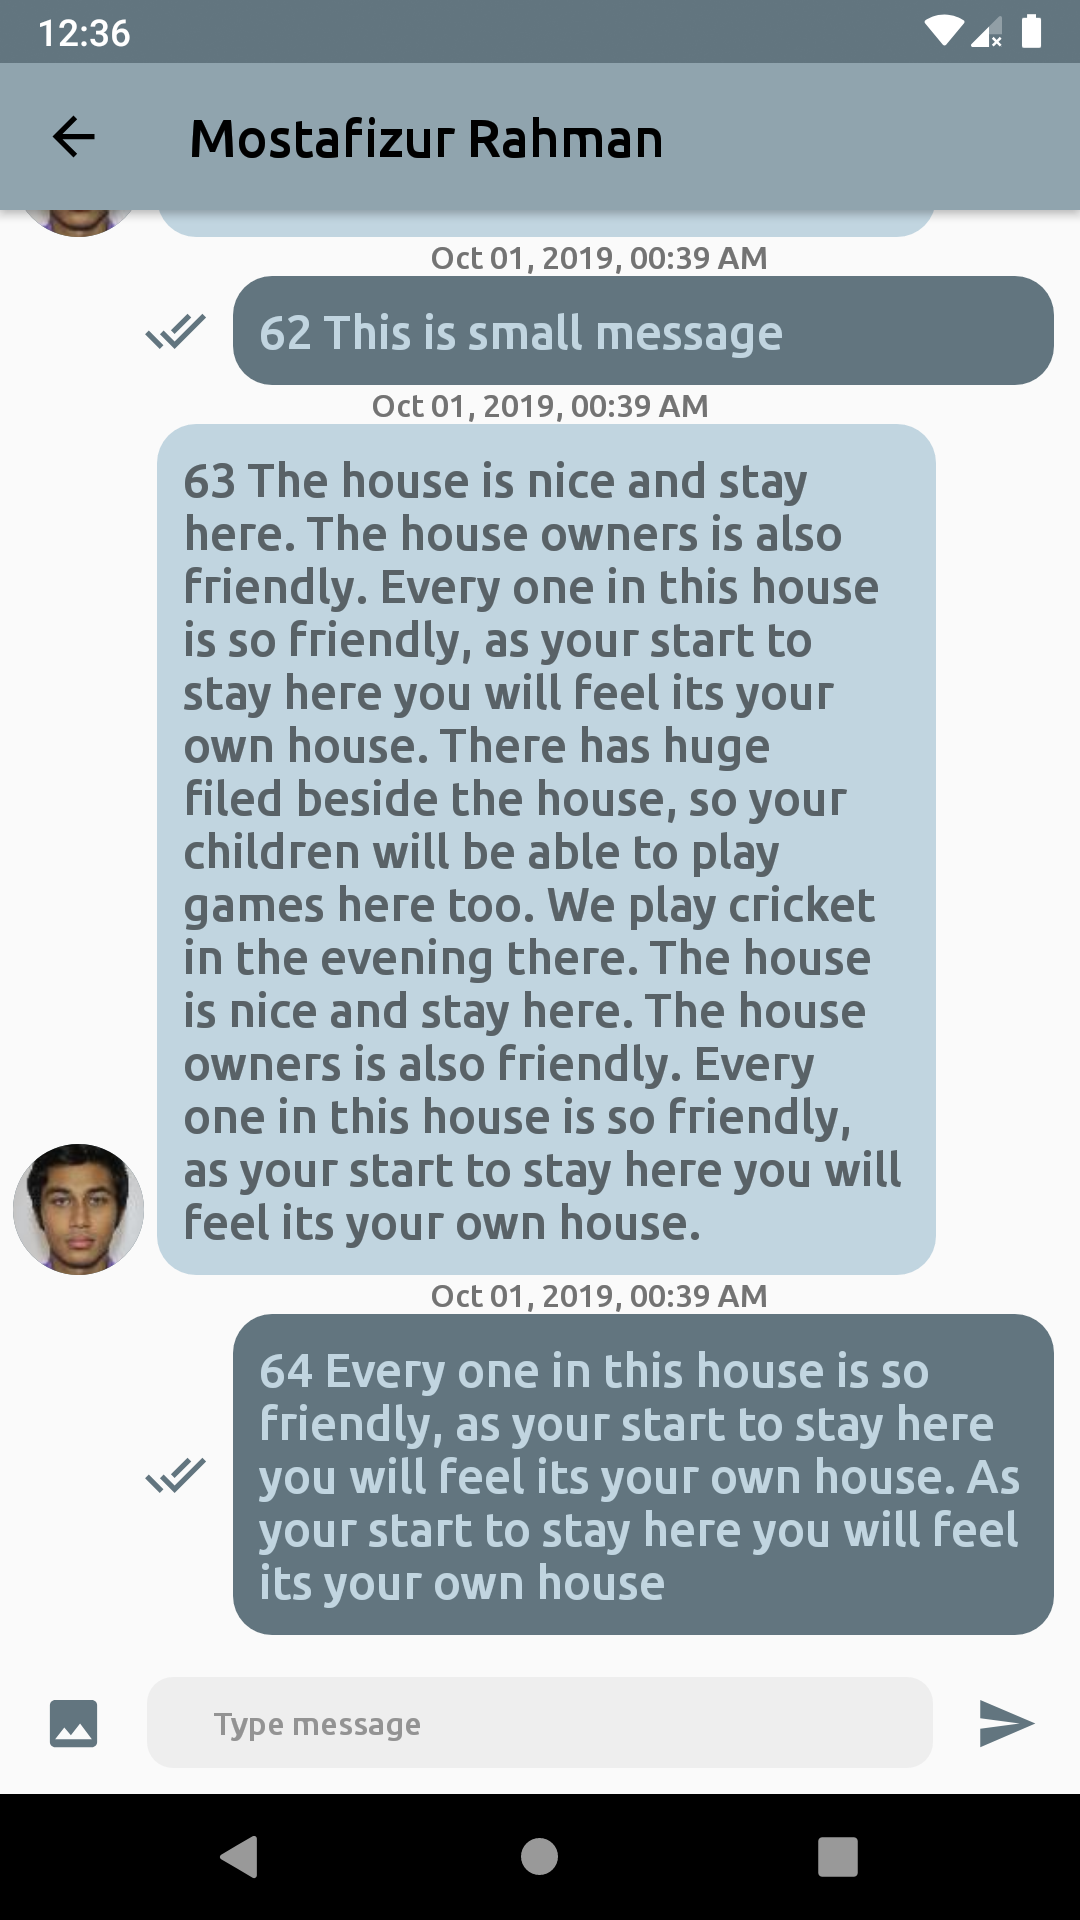 12:36
Mostafizur Rahman
Oct 01, 2019, 00:39 AM
62 This is small message
Oct 01, 2019, 00:39 AM
63 The house is nice and stay
here. The house owners is also
friendly. Every one in this house
is so friendly, as your start to
stay here you will feel its your
own house. There has huge
filed beside the house, so your
children will be able to play
games here too. We play cricket
in the evening there. The house
is nice and stay here. The house
owners is also friendly. Every
one in this house is so friendly,
as your start to stay here you will
feel its your own house.
Oct 01, 2019, 00:39 AM
64 Every one in this house is so
friendly, as your start to stay here
you will feel its your own house. As
your start to stay here you will feel
its your own house
Type message